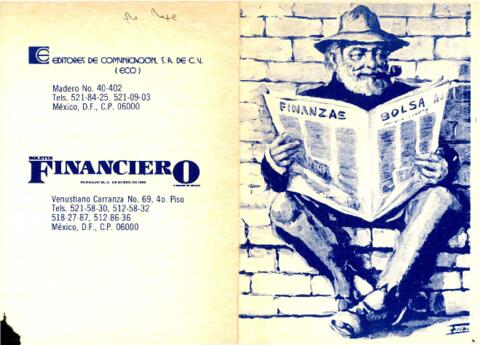 EDITORES DE COMUNICACION, S.A. DE C.V.
(ECO)
Madero No. 40-402
Tels. 521-84-25, 521-09-03
México, D.F., C.P. 06000
BOLETIN
FINANCIERO
Venustiano Carranza No. 69, 4o. Piso
Tels. 521-58-30, 512-58-32
518-27-87, 512-86-36
México, D.F., C.P. 06000
FINANZAS
BOLSA